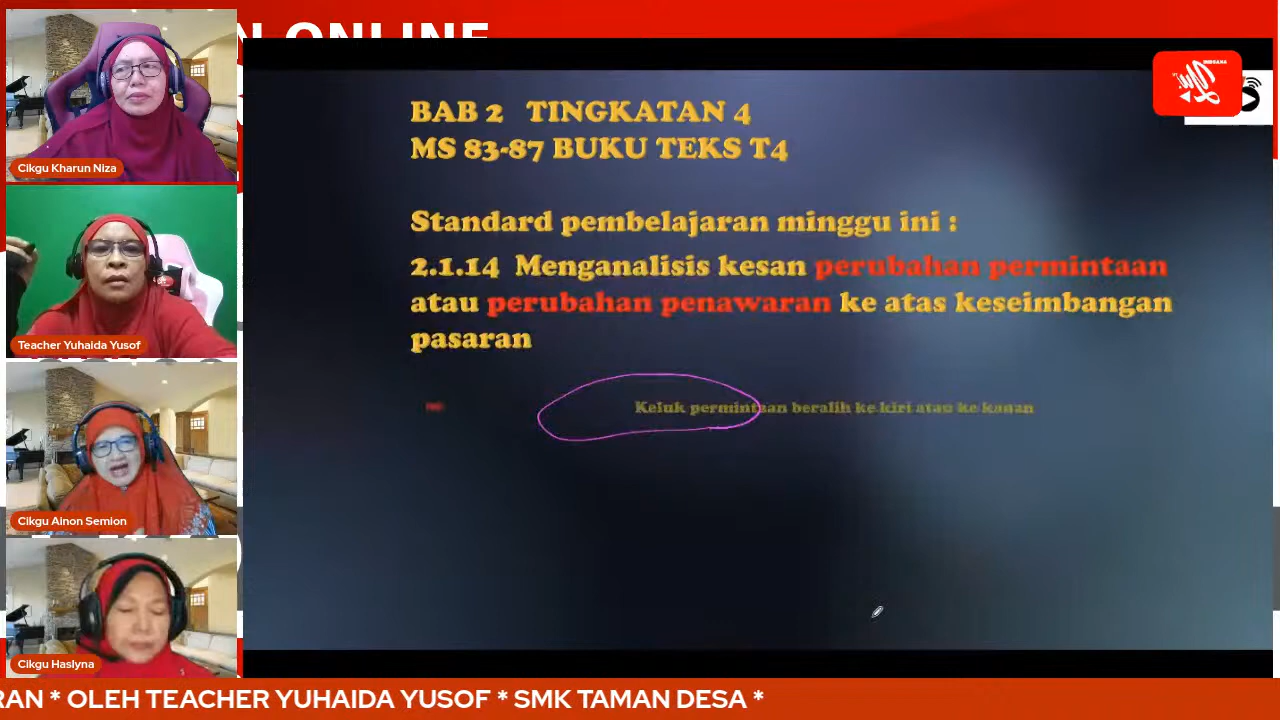 N ONLINE
BAB 2 TINGKATAN 4
MS 83-87 BUKU TEKS T4
Standard pembelajaran minggu ini :
2.1.14 Menganalisis kesan perubahan permintaan
atau perubahan penawaran ke atas keseimbangan
pasaran
Keluk permintaan beralih ke kiri atau ke kanan
Cikgu Kharun Niza
Teacher Yuhaida Yusof
Cikgu Ainon Semion
Cikgu Haslyna
RAN * OLEH TEACHER YUHAIDA YUSOF * SMK TAMAN DESA *